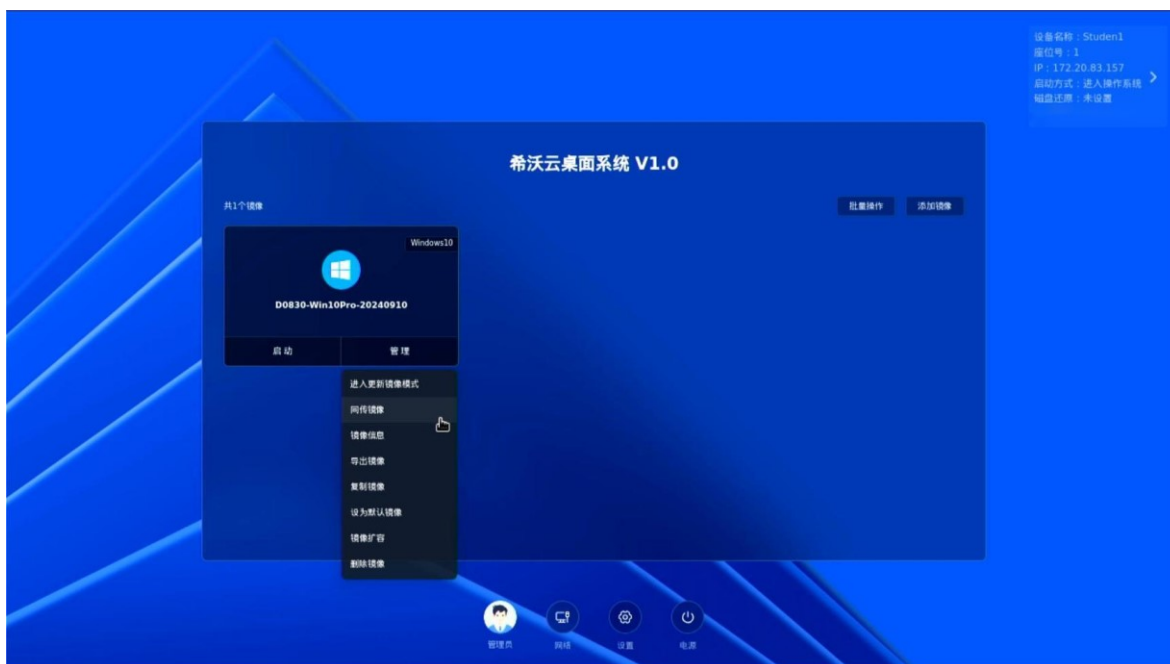 设备名称：Studen1
座位号：1
IP：172.20.83.157
启动方式：进入操作系统
磁盘还原：未设置
希沃云桌面系统 V1.0
共1个镜像
批量操作
添加镜像
Windows10
D0830-Win10Pro-20240910
启动
管理
进入更新镜像模式
同传镜像
镜像信息
导出镜像
复制镜像
设为默认镜像
镜像扩容
删除镜像
管理员
网络
设置
电源